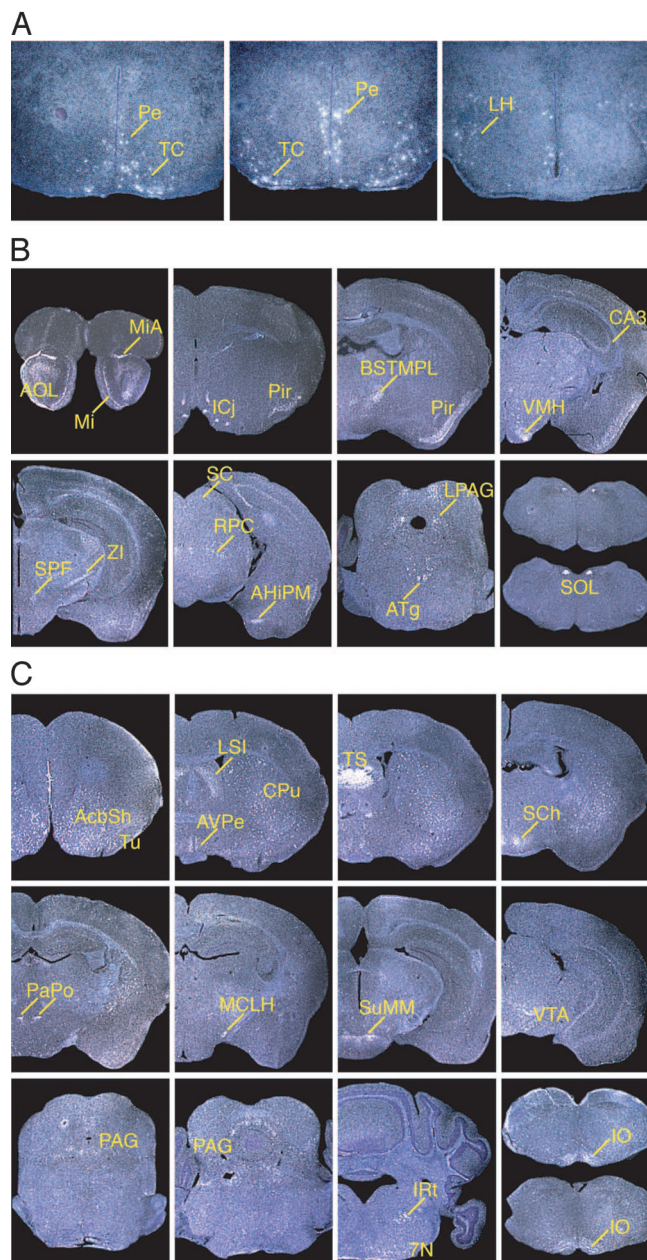 A
Pe
TC
Pe
TC
LH
B
MiA
AOL
Mi
ICj
Pir
BSTMPL
Pir
CA3
VMH
SPF
ZI
SC
RPC
AHiPM
LPAG
ATg
SOL
C
AcbSh
Tu
LSI
CPu
AVPe
TS
SCh
PaPo
MCLH
SuMM
VTA
PAG
PAG
IRt
7N
IO
IO